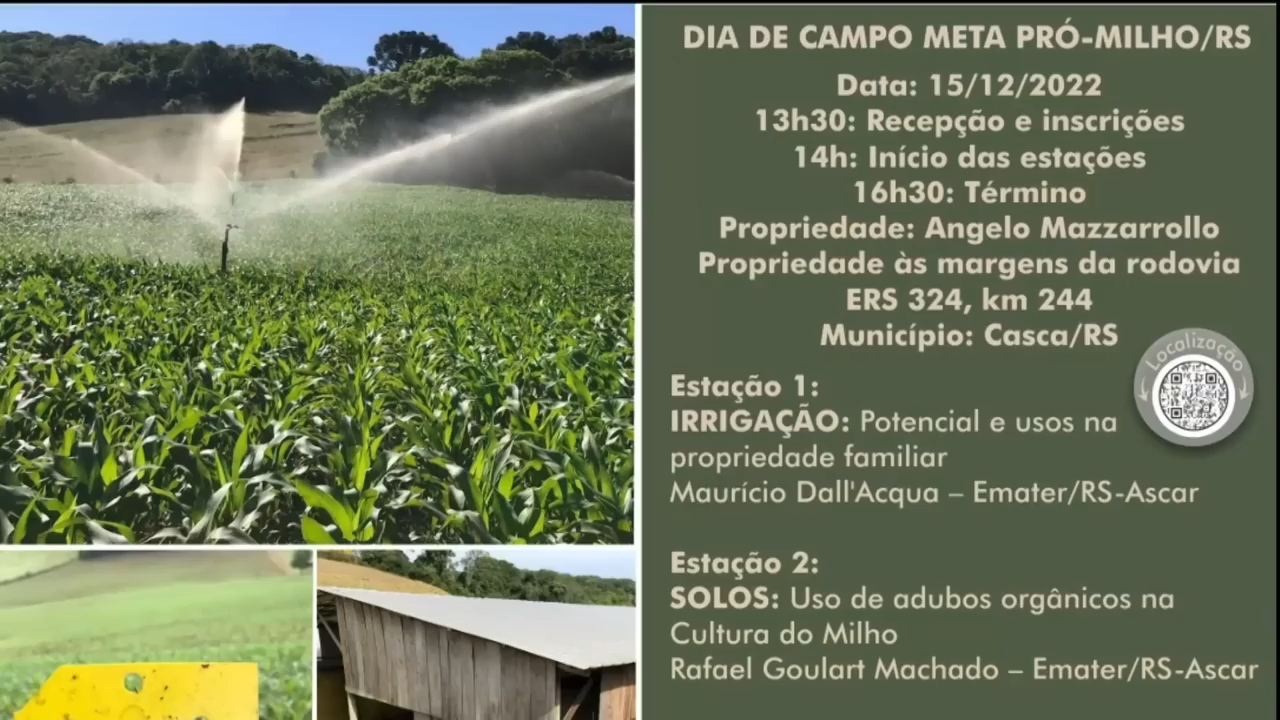 DIA DE CAMPO META PRÓ-MILHO/RS
Data: 15/12/2022
13h30: Recepção e inscrições
14h: Início das estações
16h30: Término
Propriedade: Angelo Mazzarrollo
Propriedade às margens da rodovia
ERS 324, km 244
Município: Casca/RS
Localização
Estação 1:
IRRIGAÇÃO: Potencial e usos na
propriedade familiar
Maurício Dall'Acqua – Emater/RS-Ascar
Estação 2:
SOLOS: Uso de adubos orgânicos na
Cultura do Milho
Rafael Goulart Machado – Emater/RS-Ascar